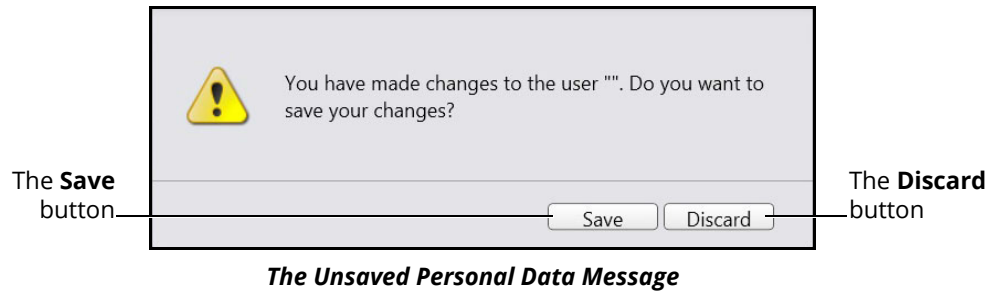 You have made changes to the user "". Do you want to
save your changes?
The Save
button
The Discard
button
Save
Discard
The Unsaved Personal Data Message